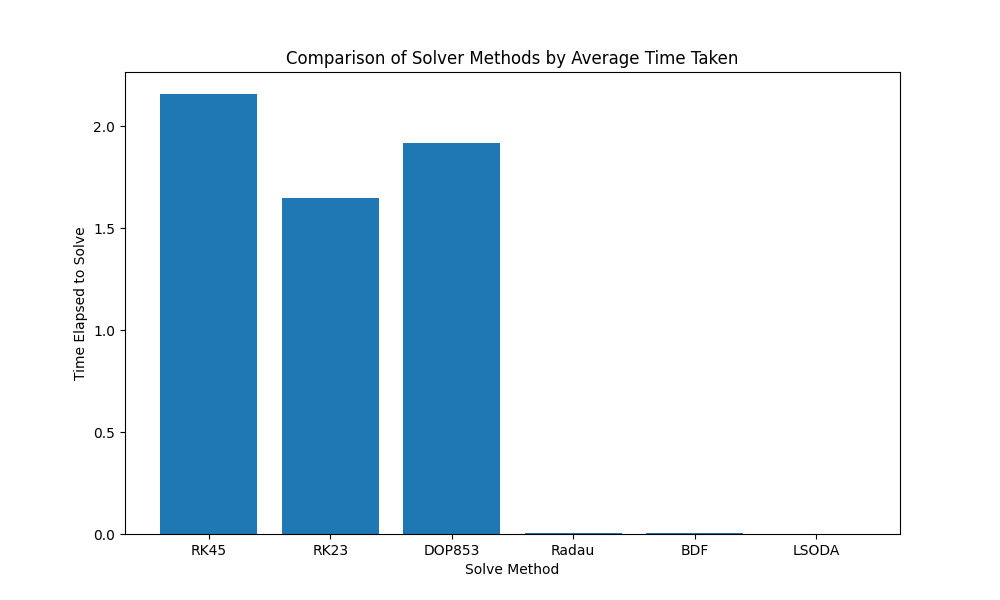 Comparison of Solver Methods by Average Time Taken
Time Elapsed to Solve
2.0
1.5
1.0
0.5
0.0
RK45 RK23 DOP853 Radau BDF LSODA
Solve Method